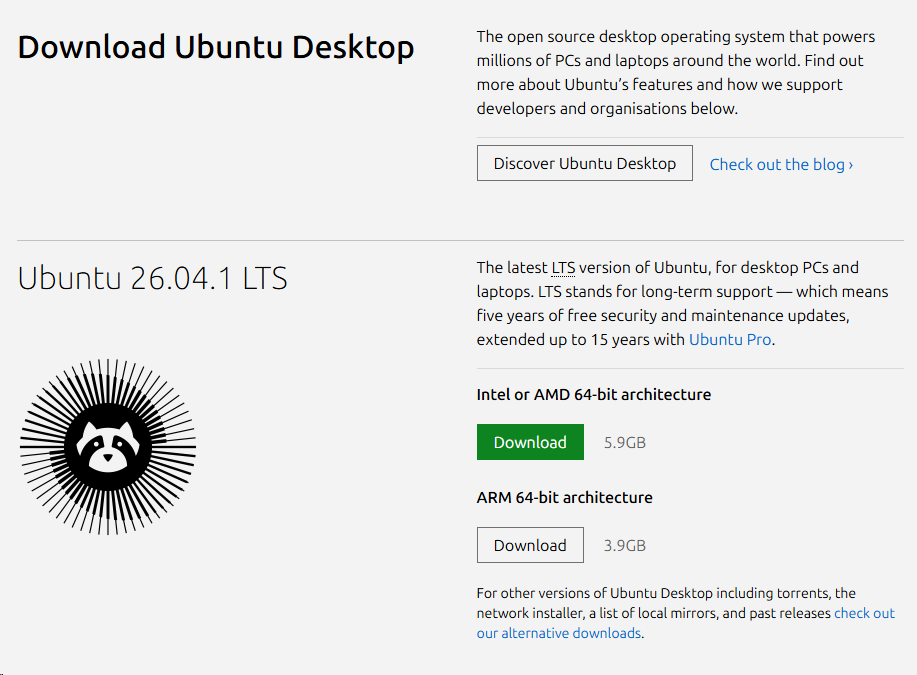 Download Ubuntu Desktop
The open source desktop operating system that powers
millions of PCs and laptops around the world. Find out
more about Ubuntu’s features and how we support
developers and organisations below.
Discover Ubuntu Desktop
Check out the blog ›
Ubuntu 26.04.1 LTS
The latest LTS version of Ubuntu, for desktop PCs and
laptops. LTS stands for long-term support — which means
five years of free security and maintenance updates,
extended up to 15 years with Ubuntu Pro.
Intel or AMD 64-bit architecture
Download 5.9GB
ARM 64-bit architecture
Download 3.9GB
For other versions of Ubuntu Desktop including torrents, the
network installer, a list of local mirrors, and past releases check out
our alternative downloads.